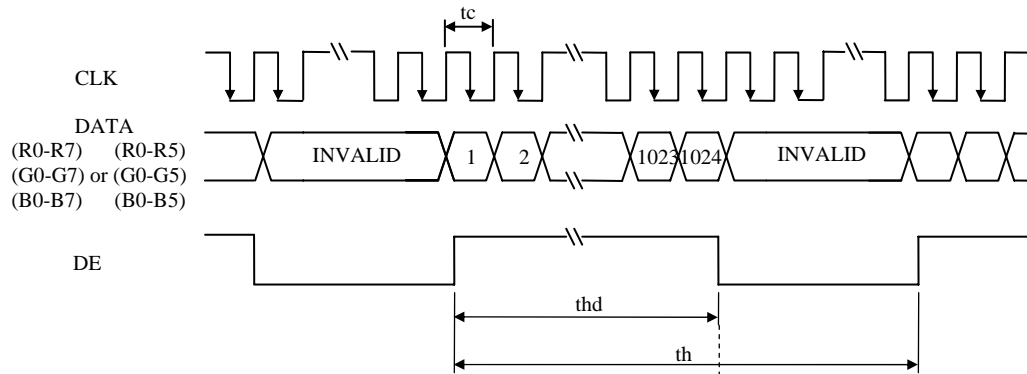 tc
CLK
DATA
(R0-R7) (R0-R5)
(G0-G7) or (G0-G5)
(B0-B7) (B0-B5)
INVALID 1 2 1023 1024 INVALID
DE
thd
th